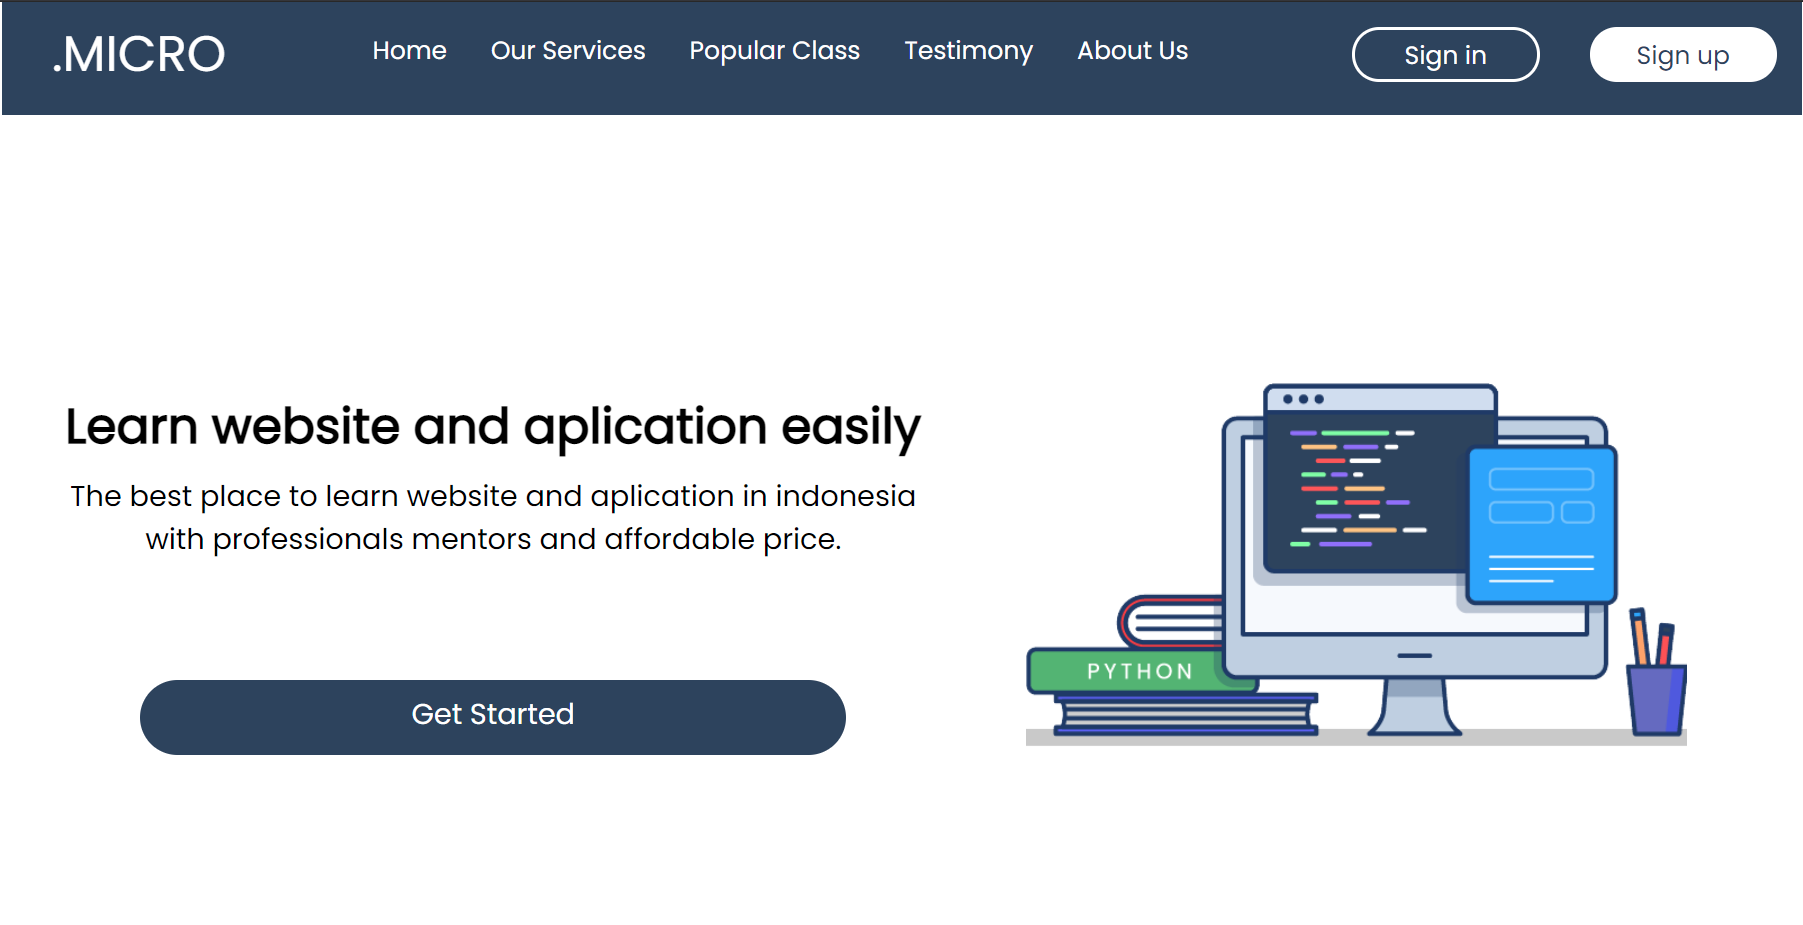 .MICRO
Home
Our Services
Popular Class
Testimony
About Us
Sign in
Sign up
Learn website and aplication easily
The best place to learn website and aplication in indonesia
with professionals mentors and affordable price.
Get Started
PYTHON